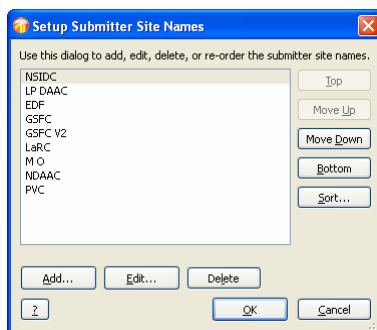 Setup Submitter Site Names
Use this dialog to add, edit, delete, or re-order the submitter site names.
NSIDC
LP DAAC
EDF
GSFC
GSFC V2
LaRC
M O
NDAAC
PVC
Top
Move Up
Move Down
Bottom
Sort...
Add...
Edit...
Delete
?
OK
Cancel